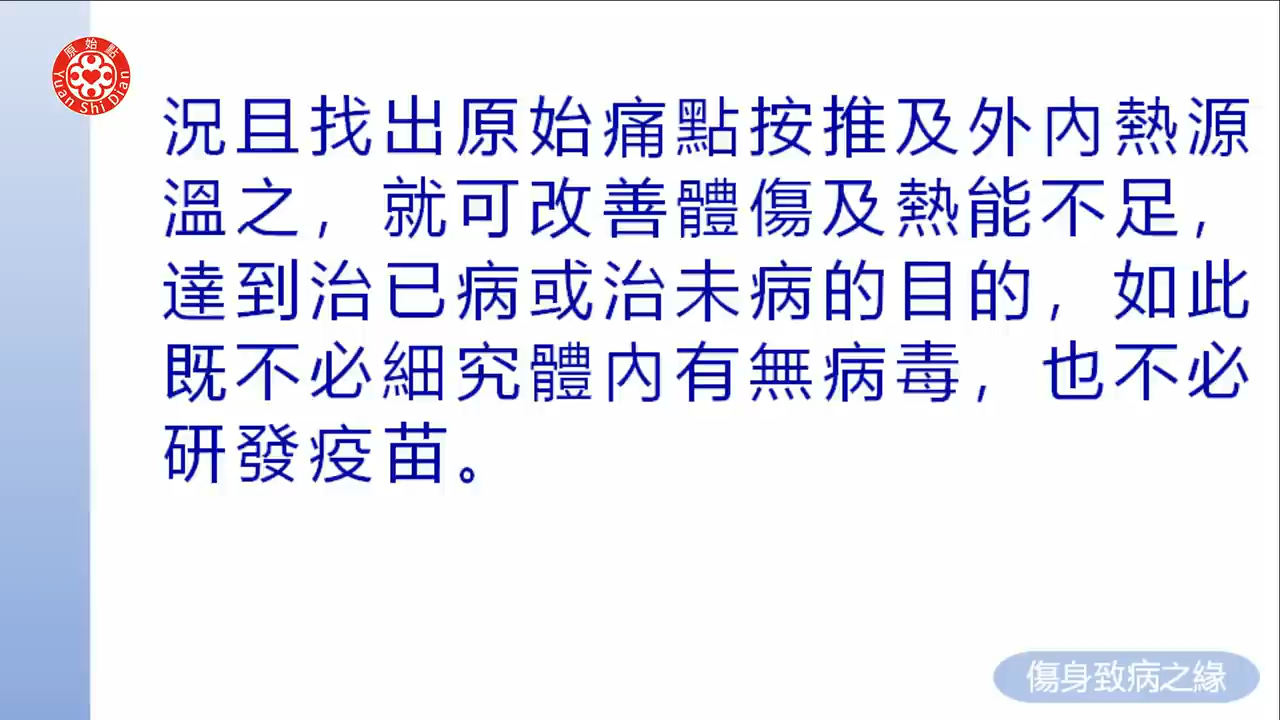 原始點
Yuan Shi Dian
況且找出原始痛點按推及外內熱源
溫之，就可改善體傷及熱能不足，
達到治已病或治未病的目的，如此
既不必細究體內有無病毒，也不必
研發疫苗。
傷身致病之緣